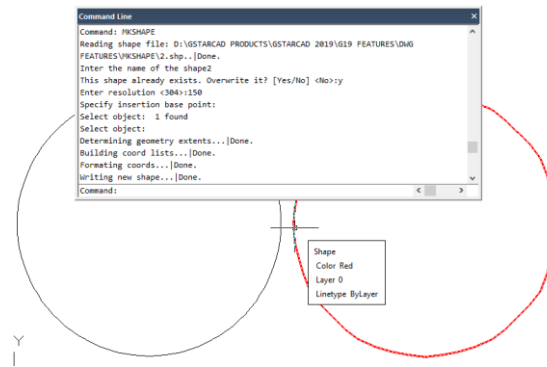 Command Line
Command: MKSHAPE
Reading shape file: D:\GSTARCAD PRODUCTS\GSTARCAD 2019\G19 FEATURES\DWG
FEATURES\MKSHAPE\2.shp..|Done.
Inter the name of the shape2
This shape already exists. Overwrite it? [Yes/No] <No>:y
Enter resolution <304>:150
Specify insertion base point:
Select object:  1 found
Select object:
Determining geometry extents...|Done.
Building coord lists...|Done.
Formating coords...|Done.
Writing new shape...|Done.
Command:
Shape
Color Red
Layer 0
Linetype ByLayer
Y